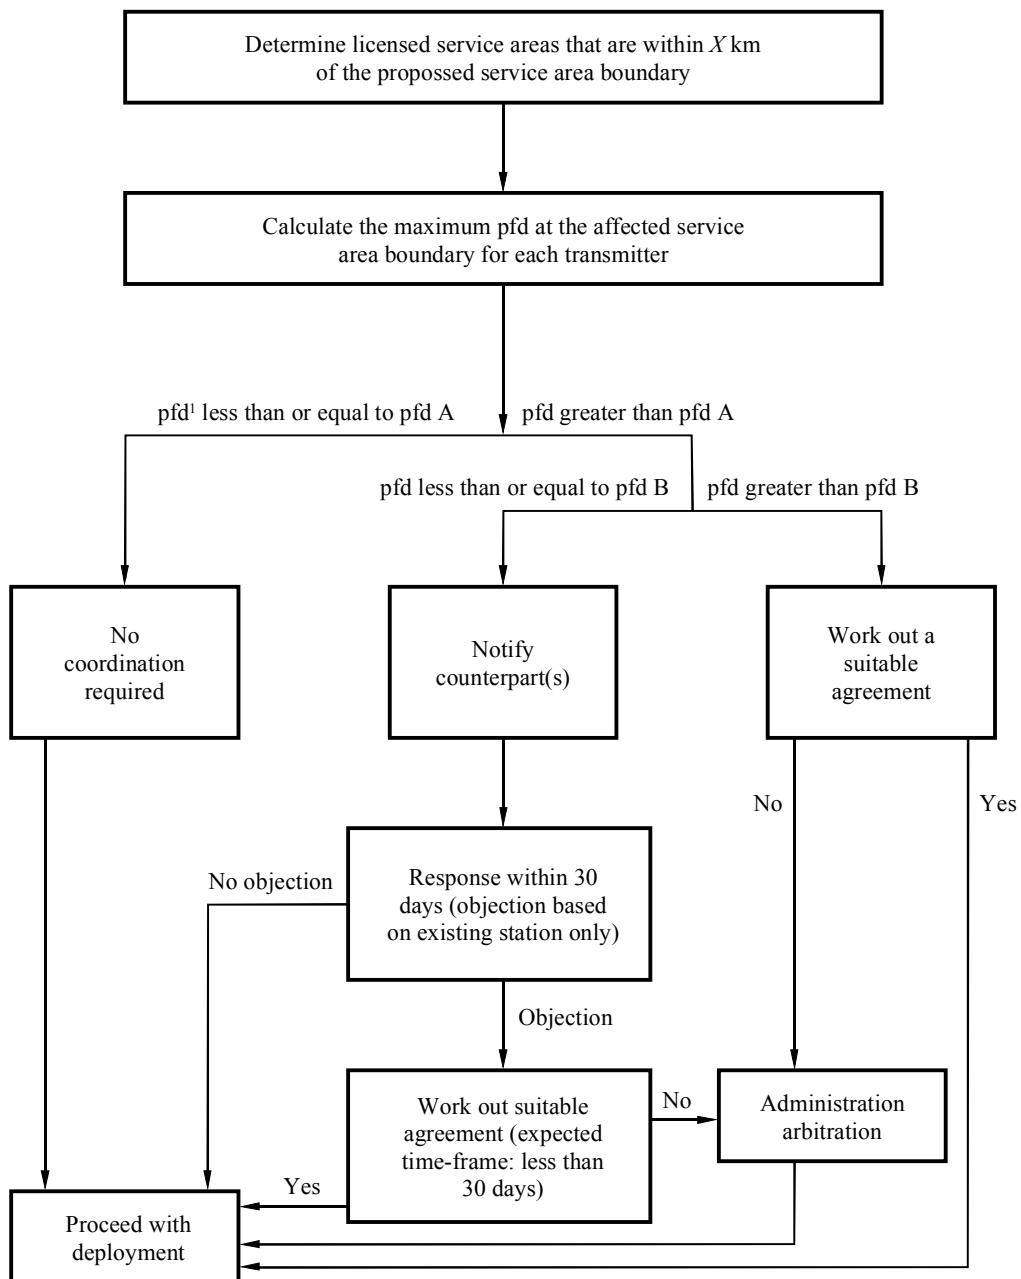 Determine licensed service areas that are within X km
of the propossed service area boundary
Calculate the maximum pfd at the affected service
area boundary for each transmitter
pfd¹ less than or equal to pfd A
pfd greater than pfd A
pfd less than or equal to pfd B
pfd greater than pfd B
No
coordination
required
Notify
counterpart(s)
Work out a
suitable
agreement
No
Yes
No objection
Response within 30
days (objection based
on existing station only)
Objection
Work out suitable
agreement (expected
time-frame: less than
30 days)
No
Administration
arbitration
Yes
Proceed with
deployment